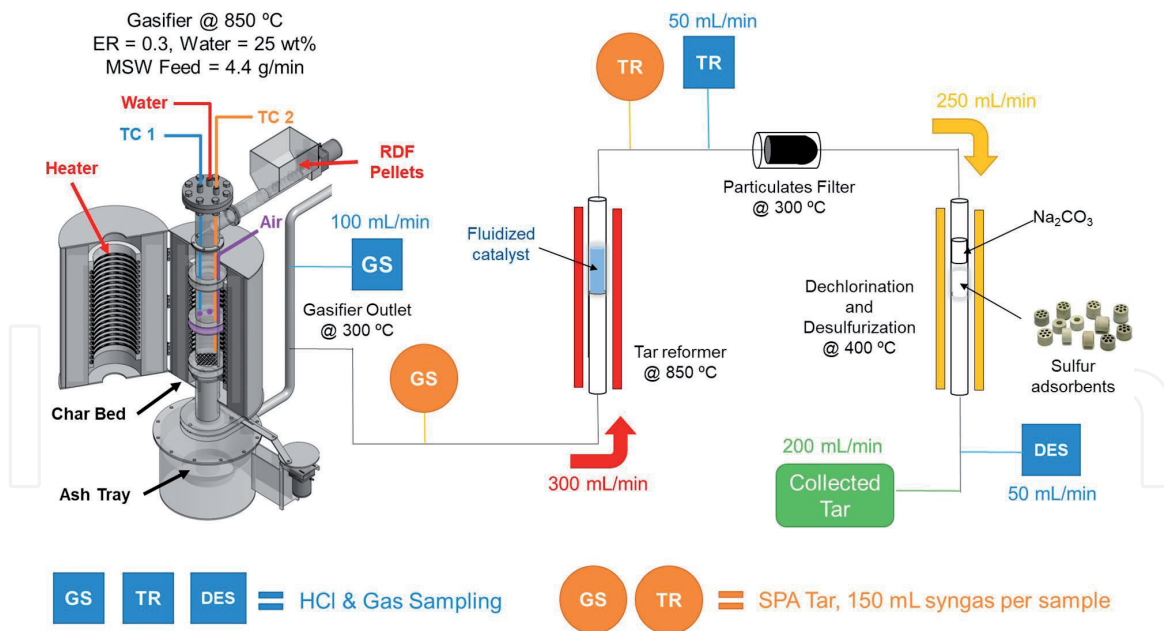 Gasifier @ 850 ºC
ER = 0.3, Water = 25 wt%
MSW Feed = 4.4 g/min
Water
TC 1
TC 2
Heater
RDF
Pellets
Air
100 mL/min
GS
Gasifier Outlet
@ 300 ºC
GS
Char Bed
Ash Tray
TR
50 mL/min
TR
Fluidized
catalyst
Tar reformer
@ 850 ºC
300 mL/min
Particulates Filter
@ 300 ºC
250 mL/min
Na₂CO₃
Dechlorination
and
Desulfurization
@ 400ºC
Sulfur
adsorbents
200 mL/min
Collected
Tar
DES
50 mL/min
GS TR DES = HCl & Gas Sampling
GS TR = SPA Tar, 150 mL syngas per sample